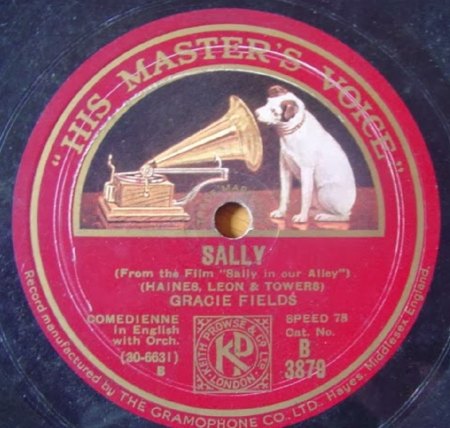 "HIS MASTER'S VOICE"
SALLY
(From the Film "Sally in our Alley")
(HAINES, LEON & TOWERS)
GRACIE FIELDS
COMEDIENNE
in English
with Orch.
(30-6631)
B
KEITH PROWSE & Co Ltd
KP
LONDON
SPEED 78
Cat. No.
B
3879
Record manufactured by THE GRAMOPHONE CO., LTD. Hayes, Middlesex, England.